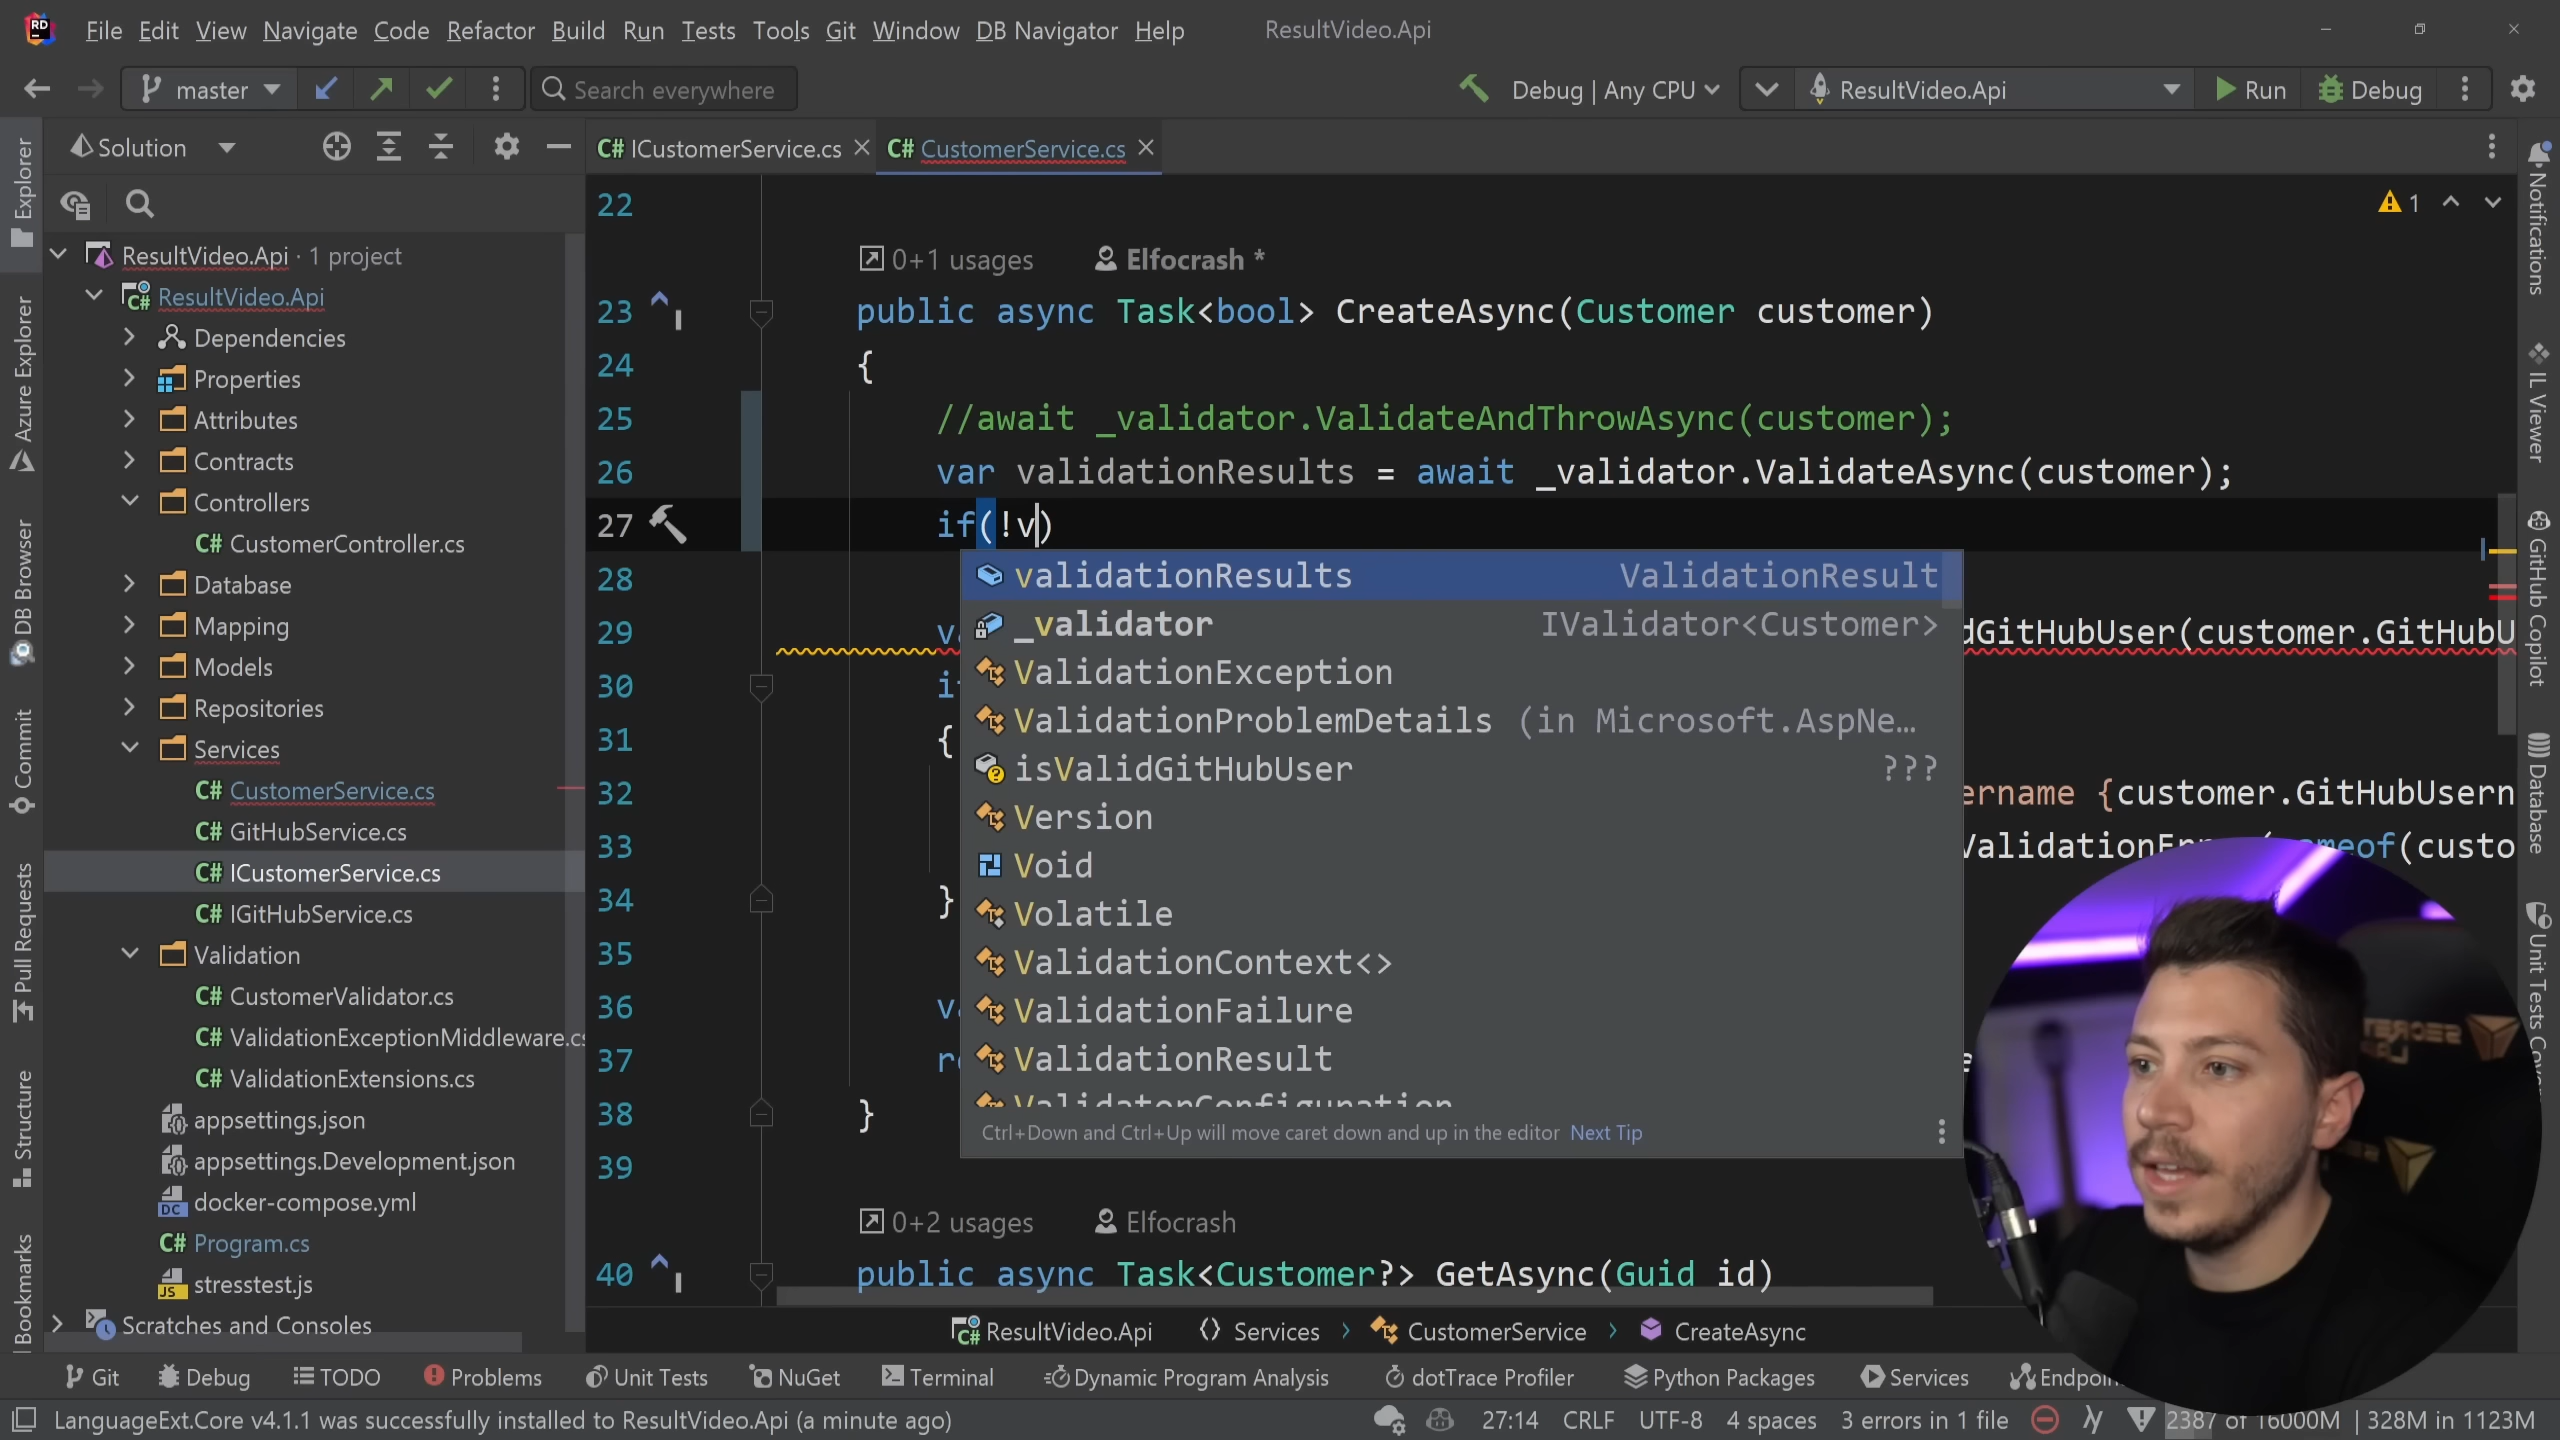 File Edit View Navigate Code Refactor Build Run Tests Tools Git Window DB Navigator Help ResultVideo.Api
master Search everywhere Debug | Any CPU ResultVideo.Api Run Debug
Solution
ICustomerService.cs CustomerService.cs
ResultVideo.Api · 1 project
ResultVideo.Api
Dependencies
Properties
Attributes
Contracts
Controllers
C# CustomerController.cs
Database
Mapping
Models
Repositories
Services
C# CustomerService.cs
C# GitHubService.cs
C# ICustomerService.cs
C# IGitHubService.cs
Validation
C# CustomerValidator.cs
C# ValidationExceptionMiddleware.cs
C# ValidationExtensions.cs
appsettings.json
appsettings.Development.json
docker-compose.yml
C# Program.cs
stresstest.js
Scratches and Consoles
Explorer
Azure Explorer
DB Browser
Commit
Pull Requests
Structure
Bookmarks
22
1
0+1 usages Elfocrash *
23 public async Task<bool> CreateAsync(Customer customer)
24 {
25 //await _validator.ValidateAndThrowAsync(customer);
26 var validationResults = await _validator.ValidateAsync(customer);
27 if(!v)
28
29
30
31 {
32
33
34 }
35
36
37
38 }
39
0+2 usages Elfocrash
40 public async Task<Customer?> GetAsync(Guid id)
validationResults ValidationResult
_validator IValidator<Customer>
ValidationException
ValidationProblemDetails (in Microsoft.AspNe…
isValidGitHubUser ???
Version
Void
Volatile
ValidationContext<>
ValidationFailure
ValidationResult
ValidatorConfiguration
Ctrl+Down and Ctrl+Up will move caret down and up in the editor Next Tip
dGitHubUser(customer.GitHubU
ername {customer.GitHubUsern
(custo
Notifications
IL Viewer
GitHub Copilot
Database
Unit Tests
ResultVideo.Api Services CustomerService CreateAsync
Git Debug TODO Problems Unit Tests NuGet Terminal Dynamic Program Analysis dotTrace Profiler Python Packages Services
LanguageExt.Core v4.1.1 was successfully installed to ResultVideo.Api (a minute ago) 27:14 CRLF UTF-8 4 spaces 3 errors in 1 file 2387 of 16000M 328M in 1123M